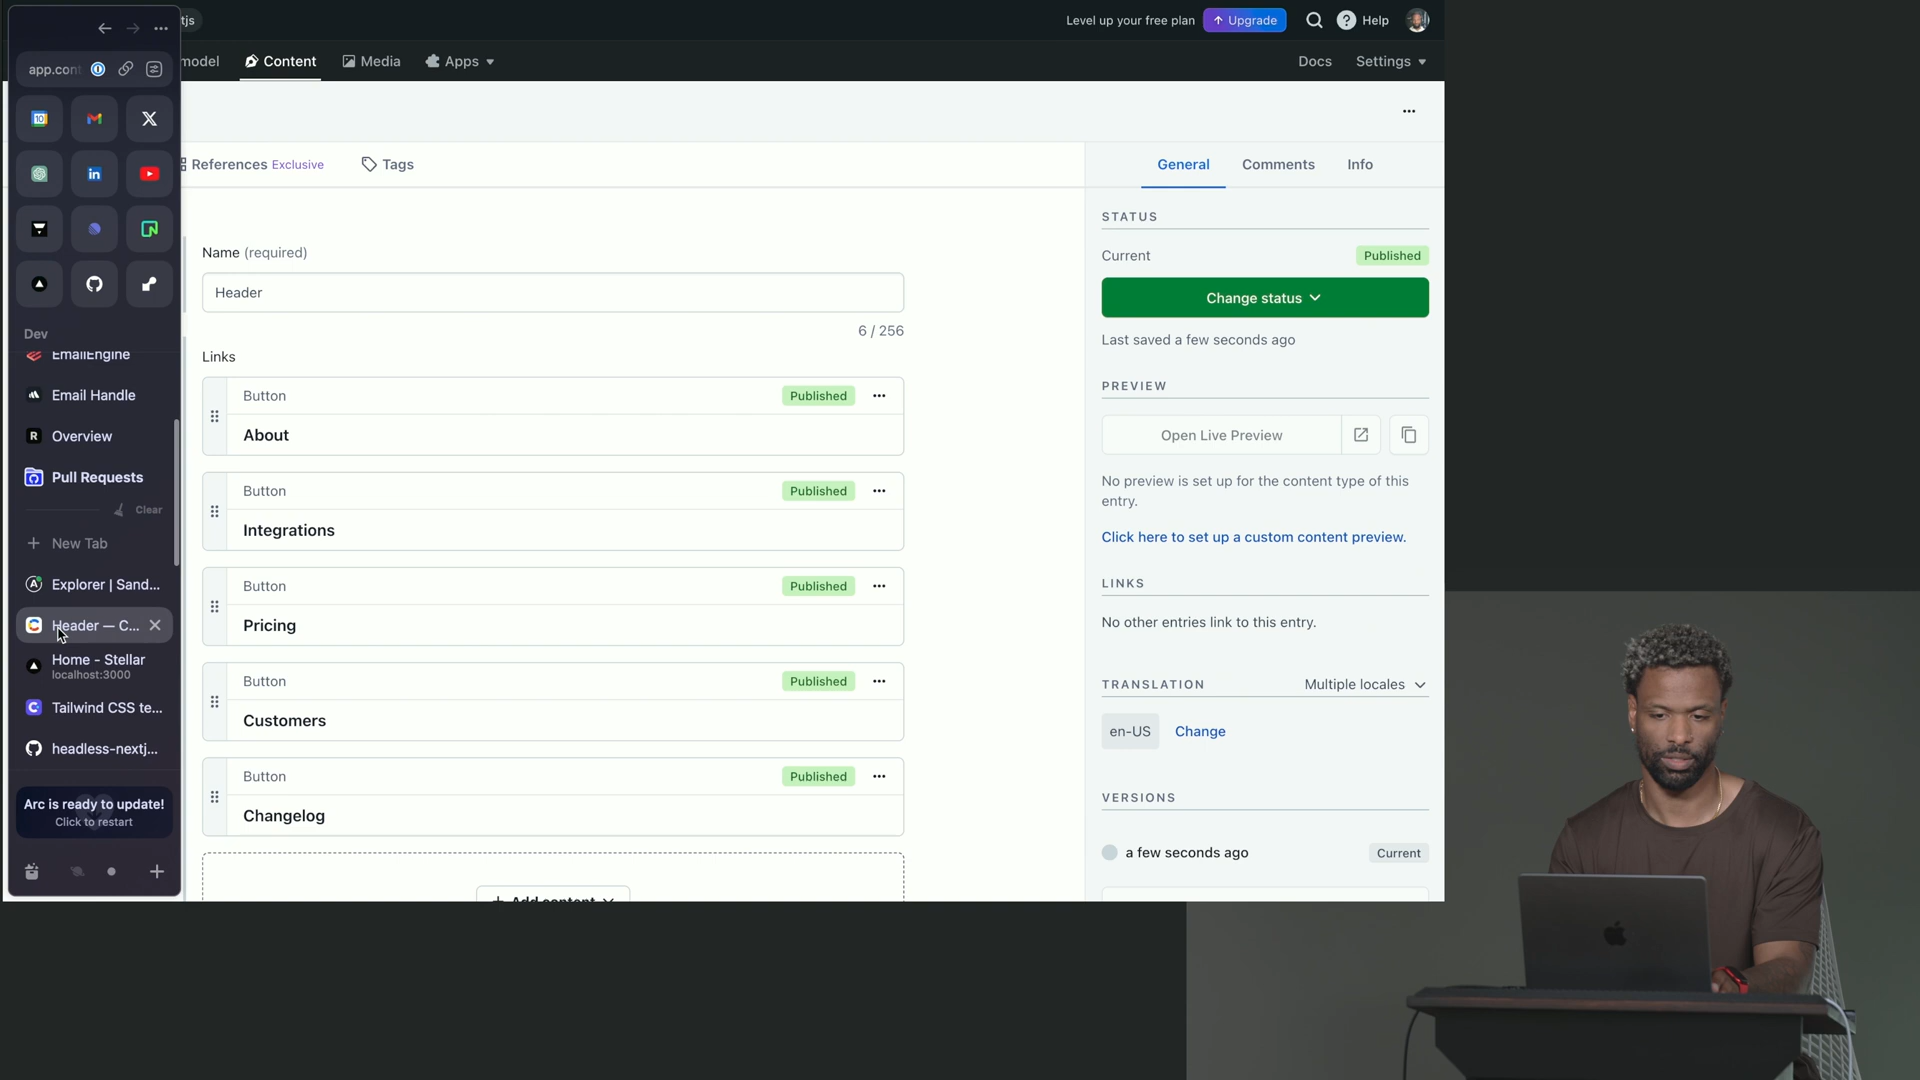 tjs
Level up your free plan
Upgrade
Help
model
Content
Media
Apps
Docs
Settings
app.con
10
References Exclusive
Tags
General
Comments
Info
Dev
EmailEngine
Email Handle
Overview
Pull Requests
Clear
New Tab
Explorer | Sand...
Header — C...
Home - Stellar
localhost:3000
Tailwind CSS te...
headless-nextj...
Arc is ready to update!
Click to restart
Name (required)
Header
6 / 256
Links
Button
Published
About
Button
Published
Integrations
Button
Published
Pricing
Button
Published
Customers
Button
Published
Changelog
Add content
STATUS
Current
Published
Change status
Last saved a few seconds ago
PREVIEW
Open Live Preview
No preview is set up for the content type of this
entry.
Click here to set up a custom content preview.
LINKS
No other entries link to this entry.
TRANSLATION
Multiple locales
en-US
Change
VERSIONS
a few seconds ago
Current